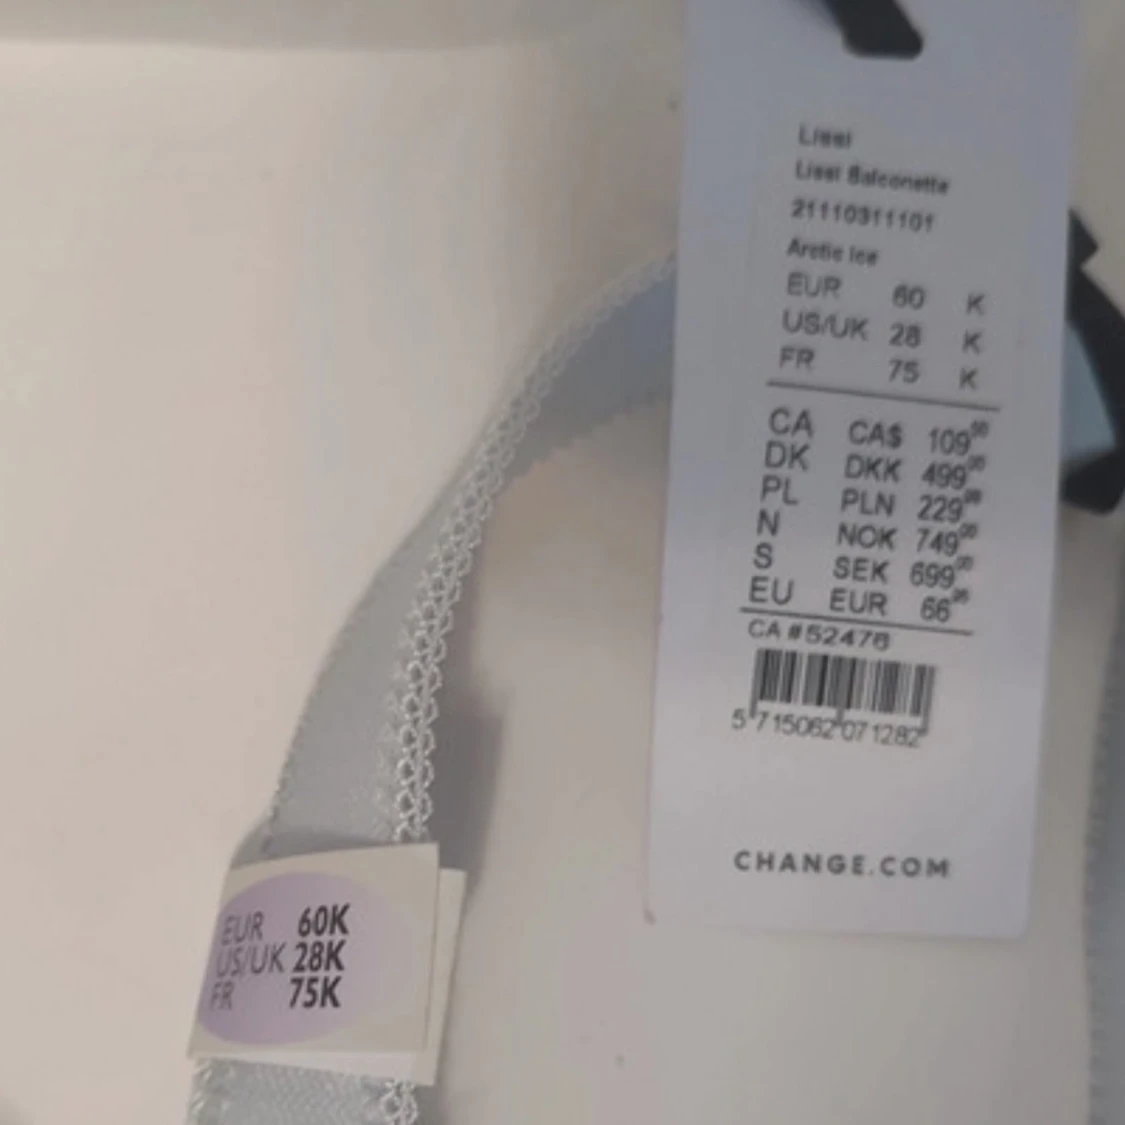 Lissi
Lissi Balconette
21110311101
Arctic Ice
EUR 60 K
US/UK 28 K
FR 75 K
CA CA$ 109
DK DKK 499
PL PLN 229
N NOK 749
S SEK 699
EU EUR 66
CA #52476
5 715062 071282
CHANGE.COM
EUR 60K
US/UK 28K
FR 75K